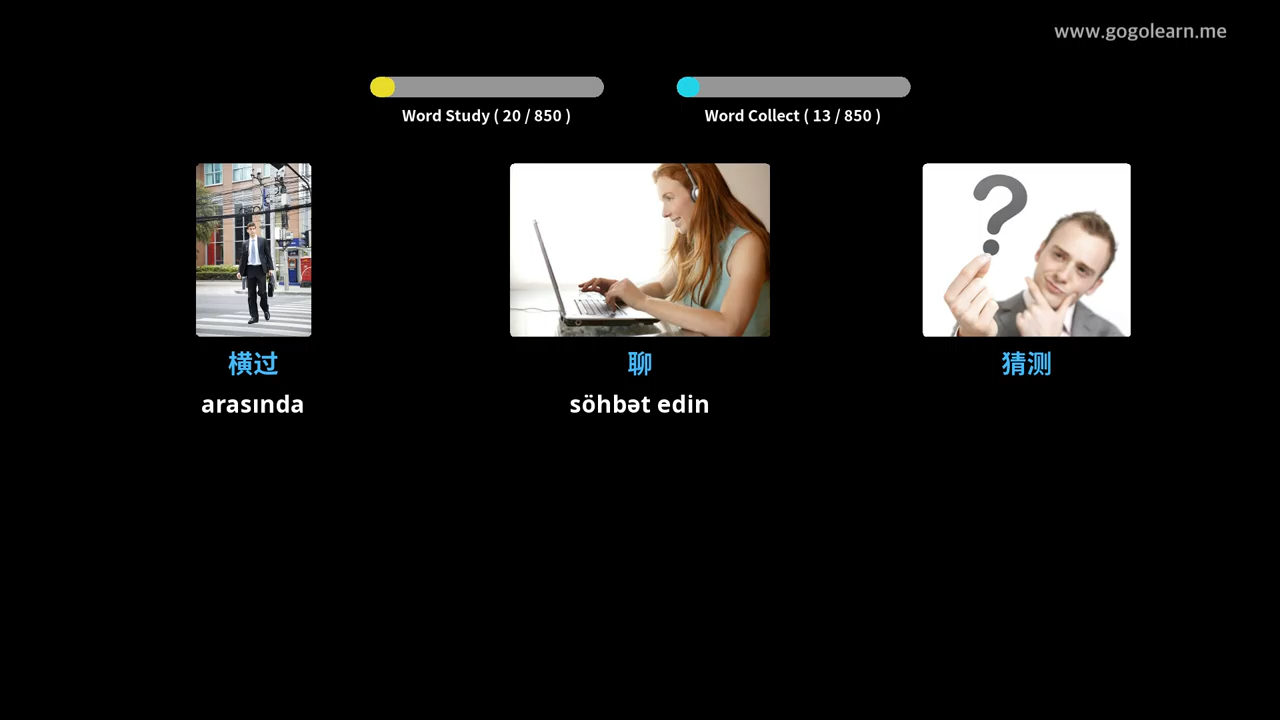 www.gogolearn.me
Word Study ( 20 / 850 )
Word Collect ( 13 / 850 )
横过
聊
猜测
arasında
söhbət edin